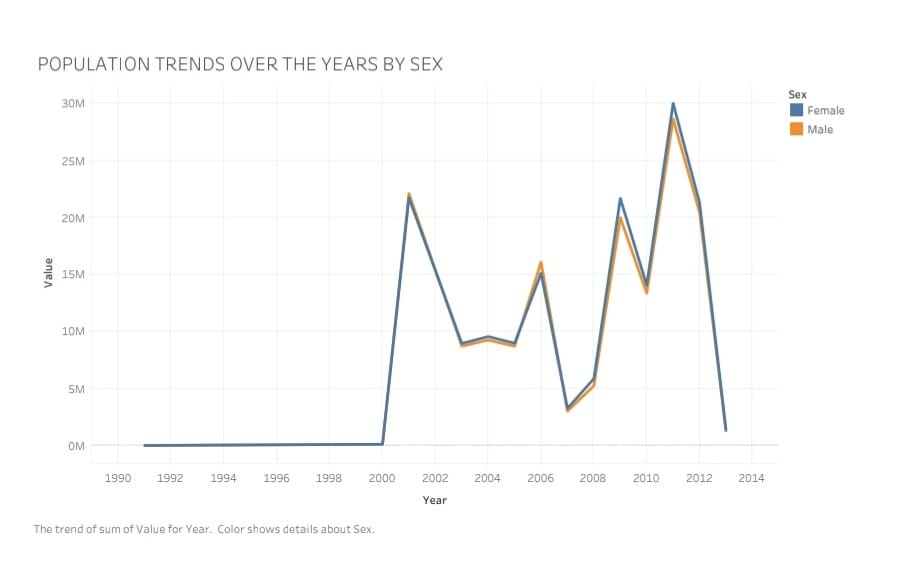 POPULATION TRENDS OVER THE YEARS BY SEX
Sex
Female
Male
30M
25M
20M
15M
10M
5M
0M
Value
1990 1992 1994 1996 1998 2000 2002 2004 2006 2008 2010 2012 2014
Year
The trend of sum of Value for Year. Color shows details about Sex.